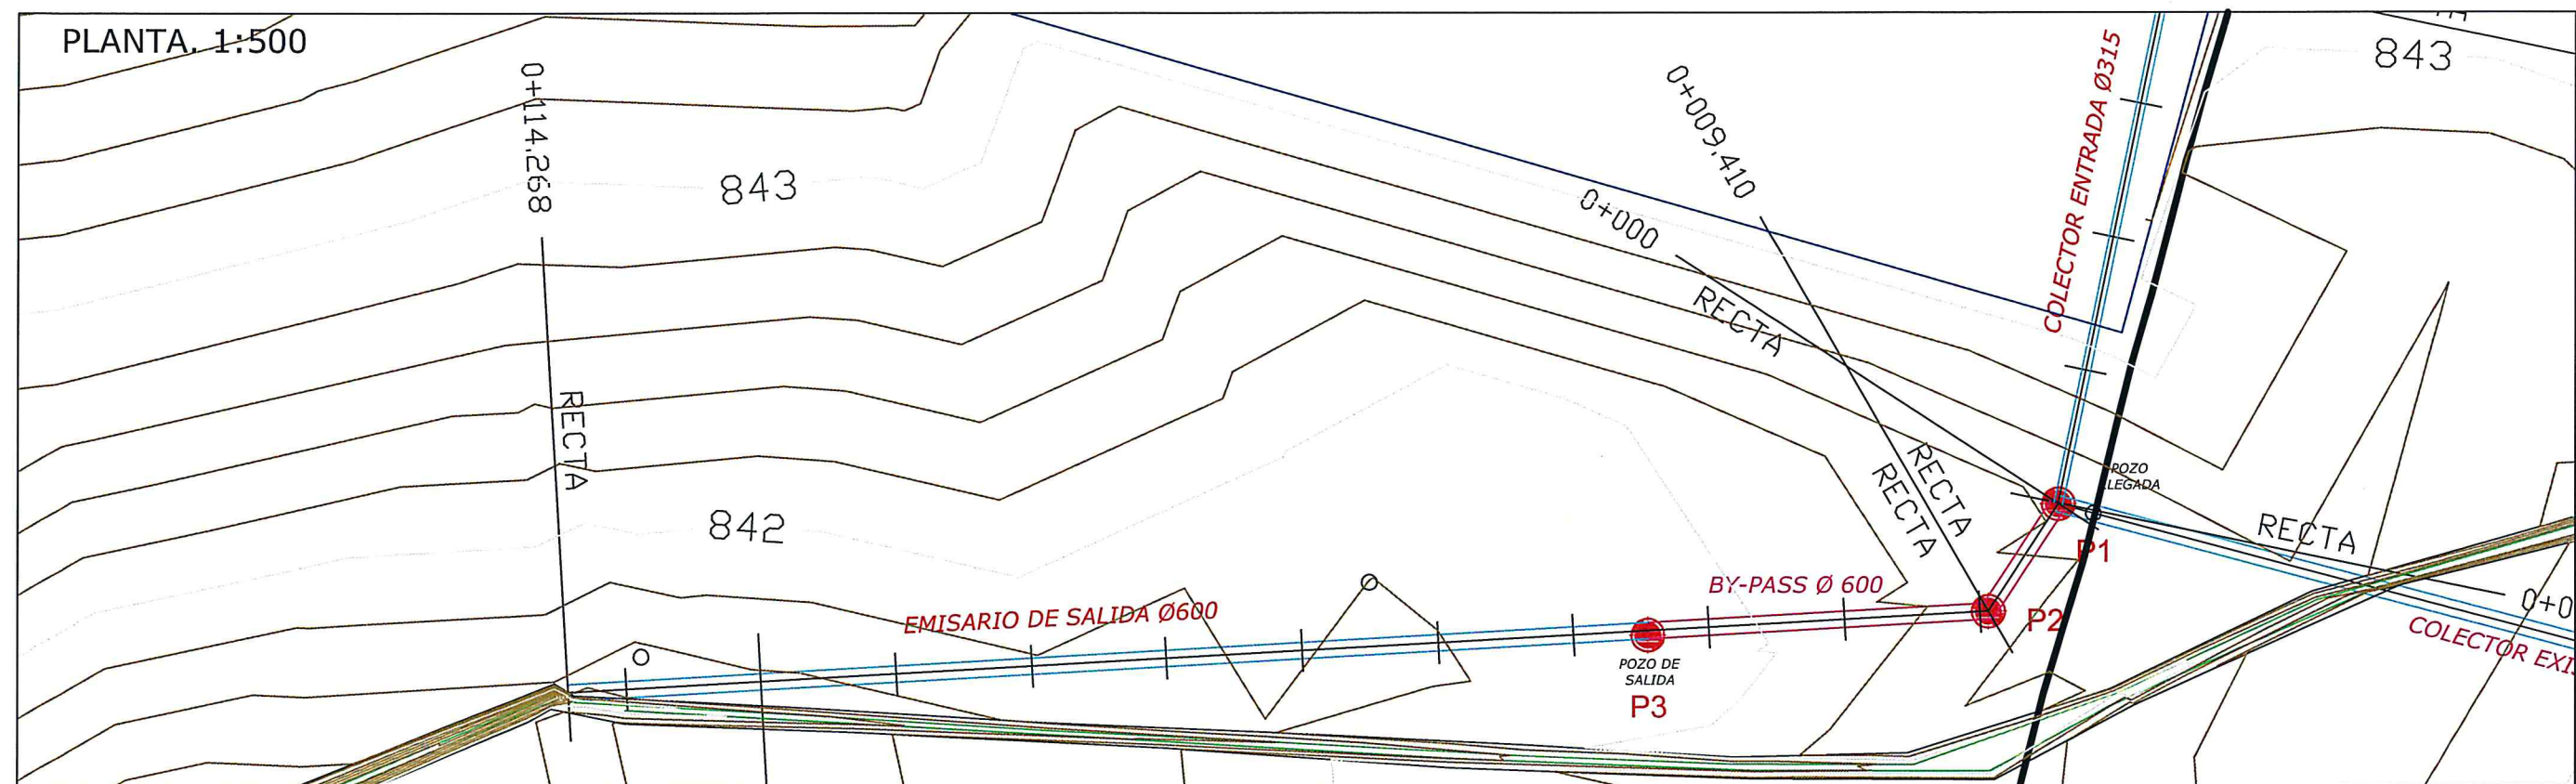 PLANTA. 1:500
0+114.268
RECTA
843
842
EMISARIO DE SALIDA Ø600
0+009.410
0+000
RECTA
RECTA
RECTA
BY-PASS Ø 600
POZO DE
SALIDA
P3
P2
P1
POZO
LLEGADA
COLECTOR ENTRADA Ø315
843
RECTA
0+0
COLECTOR EXI